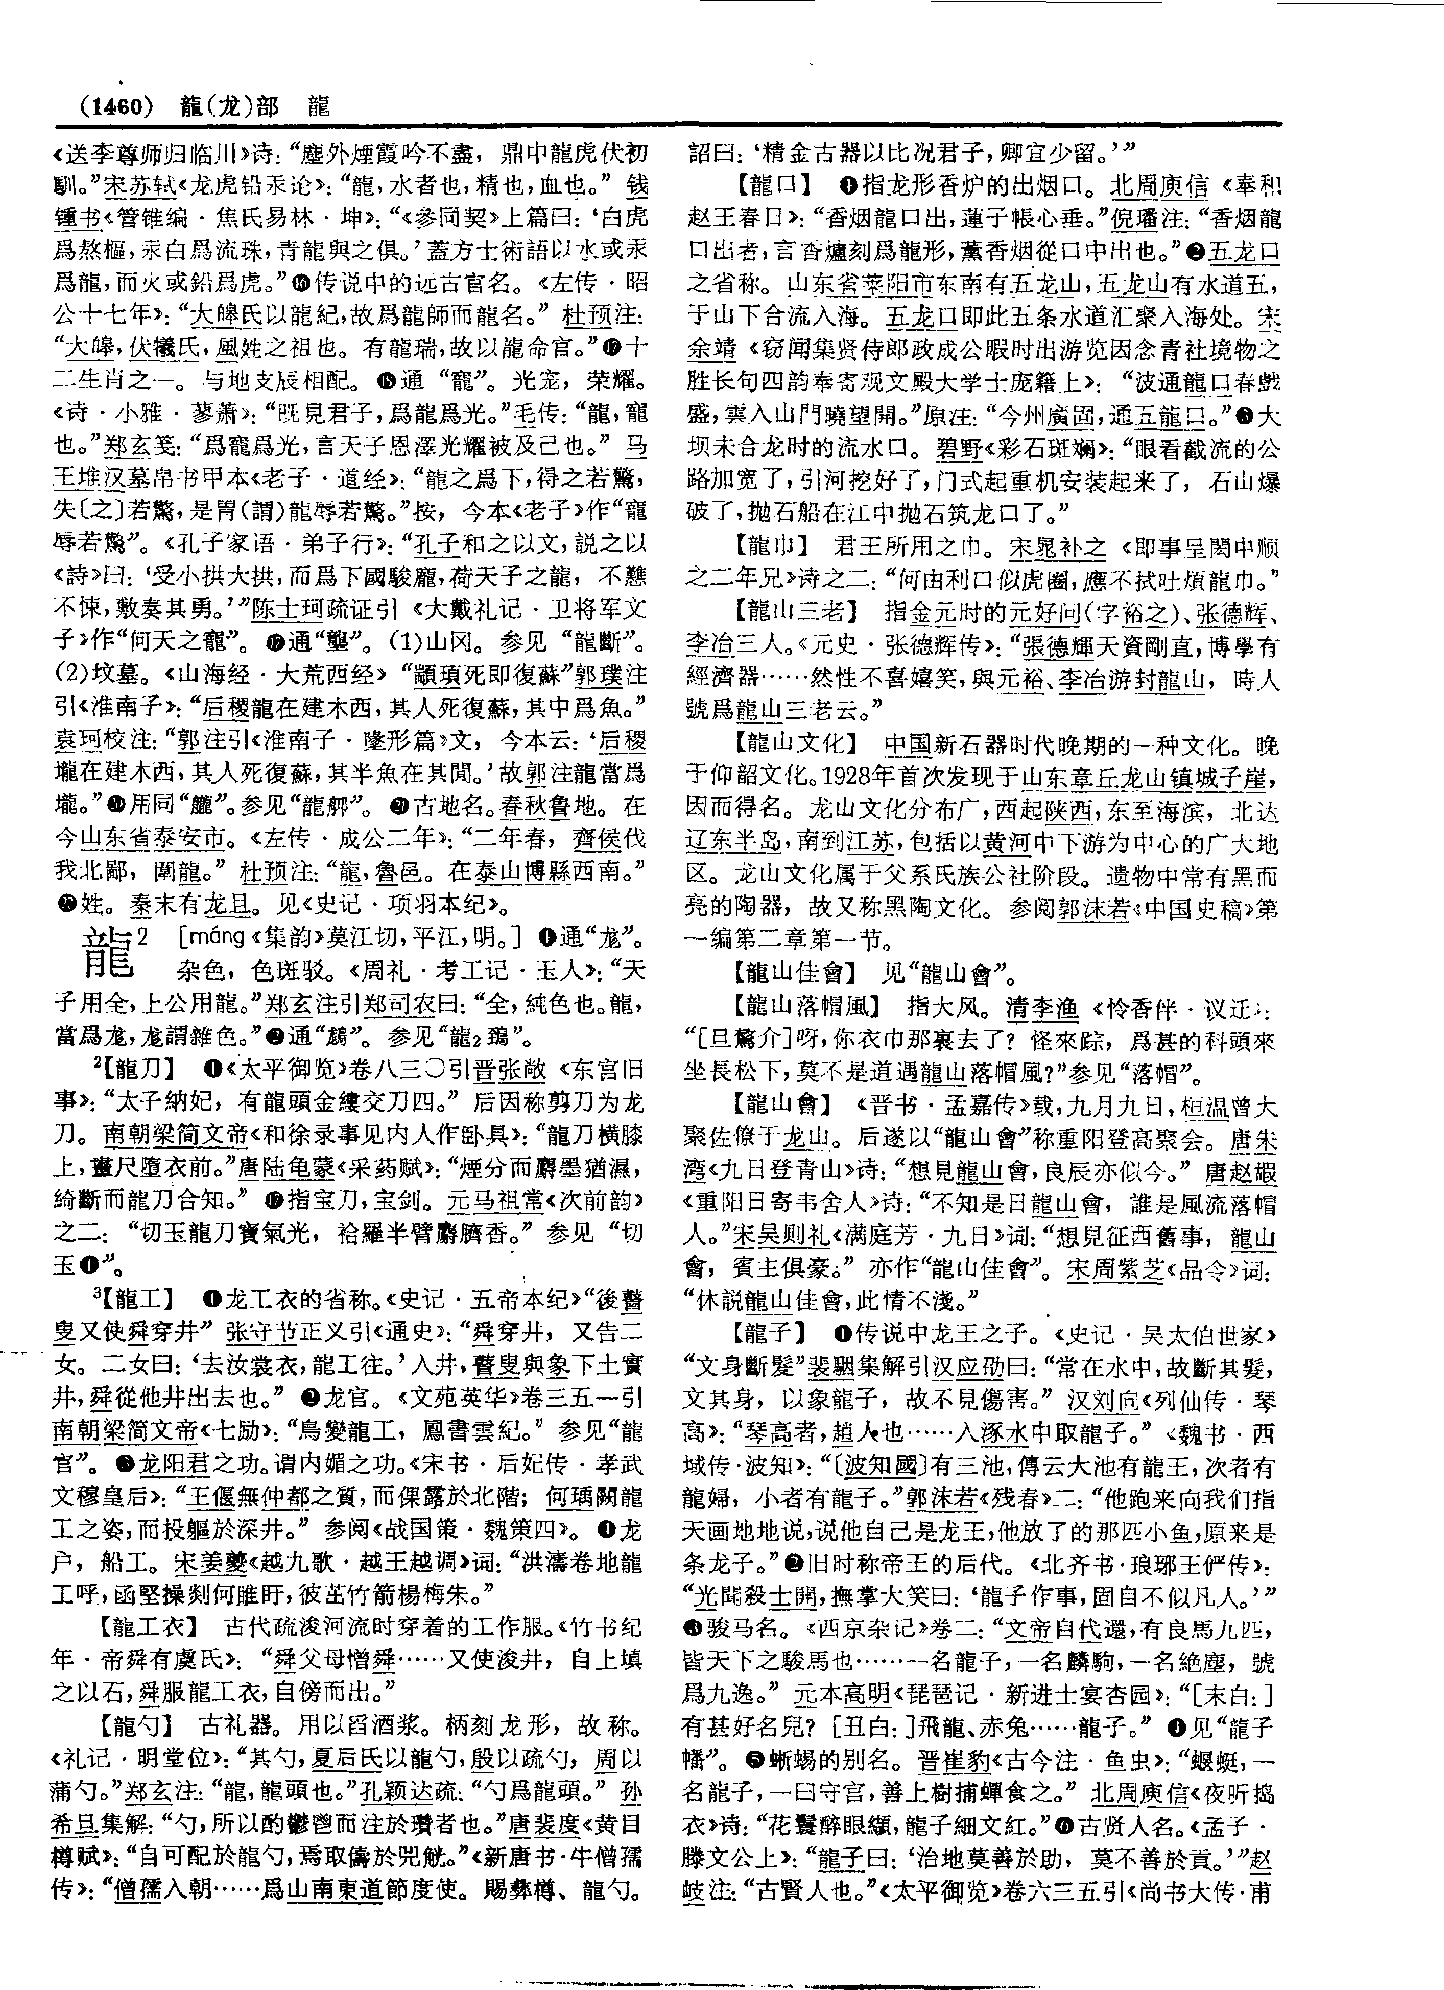 (1460) 龍(龙)部 龍
《送李尊师归临川》诗：“塵外煙霞吟不盡，鼎中龍虎伏初
馴。”宋苏轼《龙虎铅汞论》：“龍，水者也，精也，血也。”钱
锺书《管锥编·焦氏易林·坤》：“《參同契》上篇曰：‘白虎
爲熬樞，汞白爲流珠，青龍與之俱。’蓋方士術語以水或汞
爲龍，而火或鉛爲虎。”⓰传说中的远古官名。《左传·昭
公十七年》：“大皞氏以龍紀，故爲龍師而龍名。”杜预注：
“大皞，伏犧氏，風姓之祖也。有龍瑞，故以龍命官。”⓱十
二生肖之一。与地支辰相配。⓲通“寵”。光宠，荣耀。
《诗·小雅·蓼萧》：“既見君子，爲龍爲光。”毛传：“龍，寵
也。”郑玄笺：“爲寵爲光，言天子恩澤光耀被及己也。”马
王堆汉墓帛书甲本《老子·道经》：“龍之爲下，得之若驚，
失〔之〕若驚，是胃(謂)龍辱若驚。”按，今本《老子》作“寵
辱若驚”。《孔子家语·弟子行》：“孔子和之以文，説之以
《詩》曰：‘受小拱大拱，而爲下國駿龐，荷天子之龍，不戁
不悚，敷奏其勇。’”陈士珂疏证引《大戴礼记·卫将军文
子》作“何天之寵”。⓳通“壟”。(1)山冈。参见“龍斷”。
(2)坟墓。《山海经·大荒西经》“顓頊死即復蘇”郭璞注
引《淮南子》：“后稷龍在建木西，其人死復蘇，其中爲魚。”
袁珂校注：“郭注引《淮南子·墬形篇》文，今本云：‘后稷
壠在建木西，其人死復蘇，其半魚在其間。’故郭注龍當爲
壠。”⓴用同“艫”。参见“龍艀”。㉑古地名。春秋鲁地。在
今山东省泰安市。《左传·成公二年》：“二年春，齊侯伐
我北鄙，圍龍。”杜预注：“龍，魯邑。在泰山博縣西南。”
㉒姓。秦末有龙且。见《史记·项羽本纪》。
龍2 [máng《集韵》莫江切，平江，明。]❶通“尨”。
杂色，色斑驳。《周礼·考工记·玉人》：“天
子用全，上公用龍。”郑玄注引郑司农曰：“全，純色也。龍，
當爲尨，尨謂雜色。”❷通“鷝”。参见“龍2鵎”。
2【龍刀】 ❶《太平御览》卷八三〇引晋张敞《东宫旧
事》：“太子納妃，有龍頭金縷交刀四。”后因称剪刀为龙
刀。南朝梁简文帝《和徐录事见内人作卧具》：“龍刀横膝
上，畫尺墮衣前。”唐陆龟蒙《采药赋》：“煙分而麝墨猶濕，
綺斷而龍刀合知。”❷指宝刀，宝剑。元马祖常《次前韵》
之二：“切玉龍刀寶氣光，袷羅半臂麝臍香。”参见“切
玉❶”。
3【龍工】 ❶龙工衣的省称。《史记·五帝本纪》“後瞽
叟又使舜穿井”张守节正义引《通史》：“舜穿井，又告二
女。二女曰：‘去汝裳衣，龍工往。’入井，瞽叟與象下土實
井，舜從他井出去也。”❷龙官。《文苑英华》卷三五一引
南朝梁简文帝《七励》：“鳥變龍工，鳳書雲紀。”参见“龍
官”。❸龙阳君之功。谓内媚之功。《宋书·后妃传·孝武
文穆皇后》：“王偃無仲都之質，而倮露於北階；何瑀闕龍
工之姿，而投軀於深井。”参阅《战国策·魏策四》。❹龙
户，船工。宋姜夔《越九歌·越王越调》词：“洪濤卷地龍
工呼，函堅操剡何睢盱，彼茁竹箭楊梅朱。”
【龍工衣】 古代疏浚河流时穿着的工作服。《竹书纪
年·帝舜有虞氏》：“舜父母憎舜……又使浚井，自上填
之以石，舜服龍工衣，自傍而出。”
【龍勺】 古礼器。用以舀酒浆。柄刻龙形，故称。
《礼记·明堂位》：“其勺，夏后氏以龍勺，殷以疏勺，周以
蒲勺。”郑玄注：“龍，龍頭也。”孔颖达疏：“勺爲龍頭。”孙
希旦集解：“勺，所以酌鬱鬯而注於瓚者也。”唐裴度《黄目
樽赋》：“自可配於龍勺，焉取儔於兕觥。”《新唐书·牛僧孺
传》：“僧孺入朝……爲山南東道節度使。賜彝樽、龍勺。
詔曰：‘精金古器以比况君子，卿宜少留。’”
【龍口】 ❶指龙形香炉的出烟口。北周庾信《奉和
赵王春日》：“香烟龍口出，蓮子帳心垂。”倪璠注：“香烟龍
口出者，言香爐刻爲龍形，薰香烟從口中出也。”❷五龙口
之省称。山东省莱阳市东南有五龙山，五龙山有水道五，
于山下合流入海。五龙口即此五条水道汇聚入海处。宋
余靖《窃闻集贤侍郎政成公暇时出游览因念青社境物之
胜长句四韵奉寄观文殿大学士庞籍上》：“波通龍口春戲
盛，雲入山門曉望開。”原注：“今州廣固，通五龍口。”❸大
坝未合龙时的流水口。碧野《彩石斑斓》：“眼看截流的公
路加宽了，引河挖好了，门式起重机安装起来了，石山爆
破了，抛石船在江中抛石筑龙口了。”
【龍巾】 君王所用之巾。宋晁补之《即事呈阁中顺
之二年兄》诗之二：“何由利口似虎圈，應不拭吐煩龍巾。”
【龍山三老】 指金元时的元好问(字裕之)、张德辉、
李冶三人。《元史·张德辉传》：“張德輝天資剛直，博學有
經濟器……然性不喜嬉笑，與元裕、李冶游封龍山，時人
號爲龍山三老云。”
【龍山文化】 中国新石器时代晚期的一种文化。晚
于仰韶文化。1928年首次发现于山东章丘龙山镇城子崖，
因而得名。龙山文化分布广，西起陕西，东至海滨，北达
辽东半岛，南到江苏，包括以黄河中下游为中心的广大地
区。龙山文化属于父系氏族公社阶段。遗物中常有黑而
亮的陶器，故又称黑陶文化。参阅郭沫若《中国史稿》第
一编第二章第一节。
【龍山佳會】 见“龍山會”。
【龍山落帽風】 指大风。清李渔《怜香伴·议迁》：
“[旦驚介]呀，你衣巾那裏去了？怪來踪，爲甚的科頭來
坐長松下，莫不是道遇龍山落帽風？”参见“落帽”。
【龍山會】 《晋书·孟嘉传》载，九月九日，桓温曾大
聚佐僚于龙山。后遂以“龍山會”称重阳登高聚会。唐朱
湾《九日登青山》诗：“想見龍山會，良辰亦似今。”唐赵嘏
《重阳日寄韦舍人》诗：“不知是日龍山會，誰是風流落帽
人。”宋吴则礼《满庭芳·九日》词：“想見征西舊事，龍山
會，賓主俱豪。”亦作“龍山佳會”。宋周紫芝《品令》词：
“休説龍山佳會，此情不淺。”
【龍子】 ❶传说中龙王之子。《史记·吴太伯世家》
“文身斷髮”裴駰集解引汉应劭曰：“常在水中，故斷其髮，
文其身，以象龍子，故不見傷害。”汉刘向《列仙传·琴
高》：“琴高者，趙人也……入涿水中取龍子。”《魏书·西
域传·波知》：“〔波知國〕有三池，傳云大池有龍王，次者有
龍婦，小者有龍子。”郭沫若《残春》二：“他跑来向我们指
天画地地说，说他自己是龙王，他放了的那匹小鱼，原来是
条龙子。”❷旧时称帝王的后代。《北齐书·琅琊王俨传》：
“光聞殺士開，撫掌大笑曰：‘龍子作事，固自不似凡人。’”
❸骏马名。《西京杂记》卷二：“文帝自代還，有良馬九匹，
皆天下之駿馬也……一名龍子，一名麟駒，一名絶塵，號
爲九逸。”元本高明《琵琶记·新进士宴杏园》：“[末白：]
有甚好名兒？[丑白：]飛龍、赤兔……龍子。”❹见“龍子
幡”。❺蜥蜴的别名。晋崔豹《古今注·鱼虫》：“蝘蜓，一
名龍子，一曰守宫，善上樹捕蟬食之。”北周庾信《夜听捣
衣》诗：“花鬟醉眼纈，龍子細文紅。”❻古贤人名。《孟子·
滕文公上》：“龍子曰：‘治地莫善於助，莫不善於貢。’”赵
岐注：“古賢人也。”《太平御览》卷六三五引《尚书大传·甫